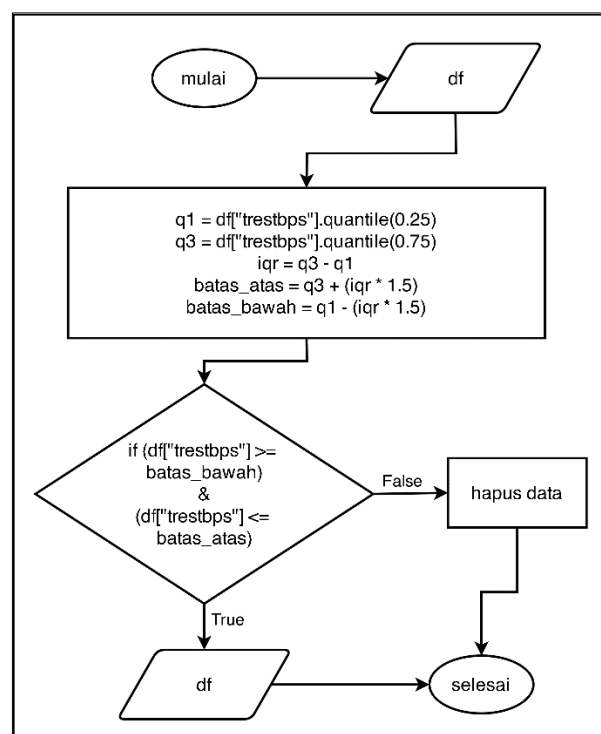 mulai
df
q1 = df["trestbps"].quantile(0.25)
q3 = df["trestbps"].quantile(0.75)
iqr = q3 - q1
batas_atas = q3 + (iqr * 1.5)
batas_bawah = q1 - (iqr * 1.5)
if (df["trestbps"] >=
batas_bawah)
&
(df["trestbps"] <=
batas_atas)
False
hapus data
True
df
selesai